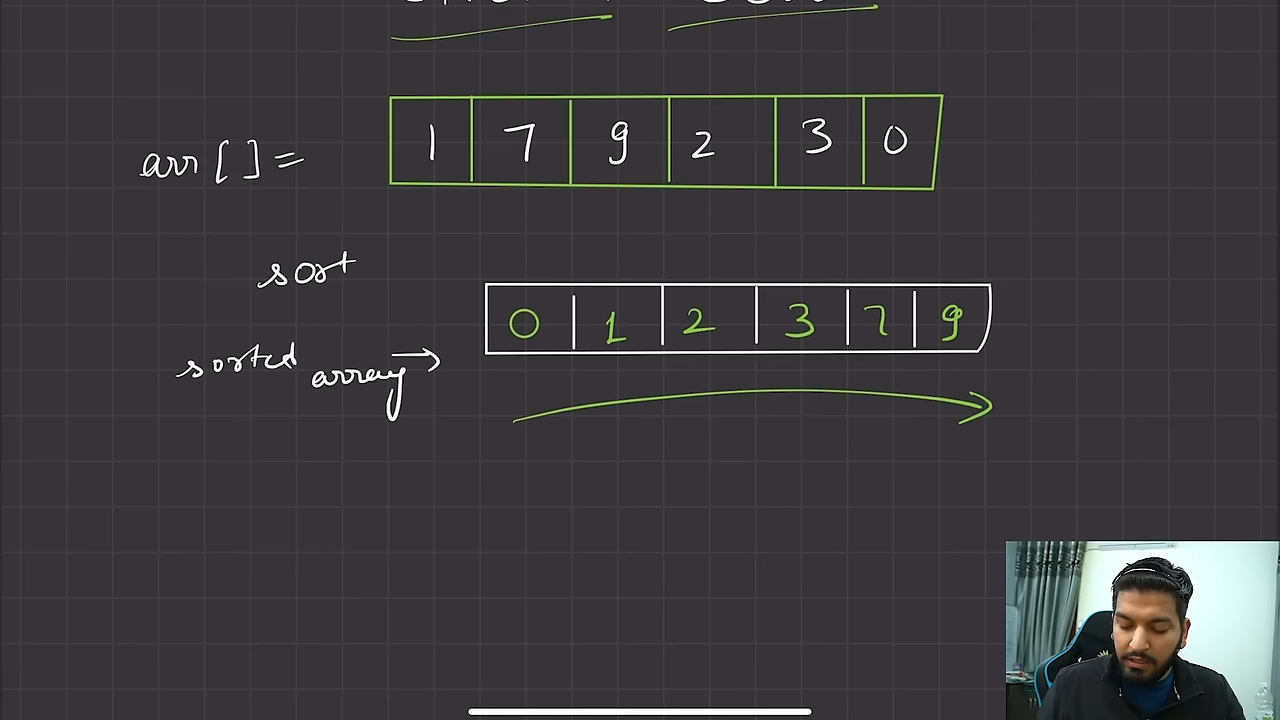 arr[]= 1 7 9 2 3 0
sort
0 1 2 3 7 9
sorted array →